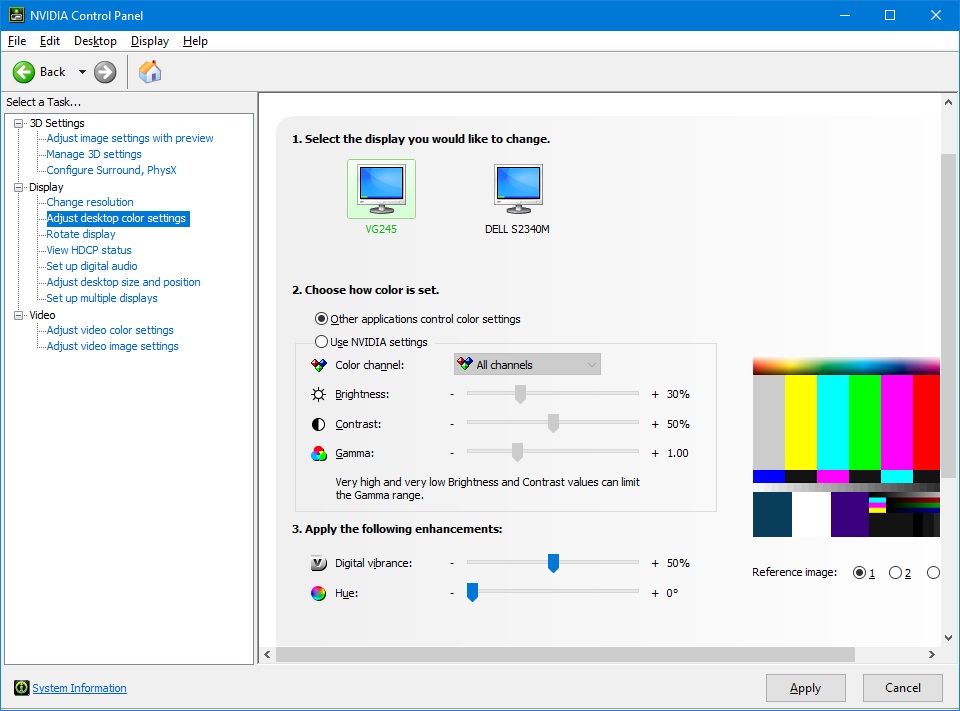 NVIDIA Control Panel
File Edit Desktop Display Help
Back
Select a Task...
3D Settings
Adjust image settings with preview
Manage 3D settings
Configure Surround, PhysX
Display
Change resolution
Adjust desktop color settings
Rotate display
View HDCP status
Set up digital audio
Adjust desktop size and position
Set up multiple displays
Video
Adjust video color settings
Adjust video image settings
1. Select the display you would like to change.
VG245 DELL S2340M
2. Choose how color is set.
Other applications control color settings
Use NVIDIA settings
Color channel: All channels
Brightness: - + 30%
Contrast: - + 50%
Gamma: - + 1.00
Very high and very low Brightness and Contrast values can limit
the Gamma range.
3. Apply the following enhancements:
Digital vibrance: - + 50%
Hue: - + 0°
Reference image: 1 2
System Information
Apply Cancel